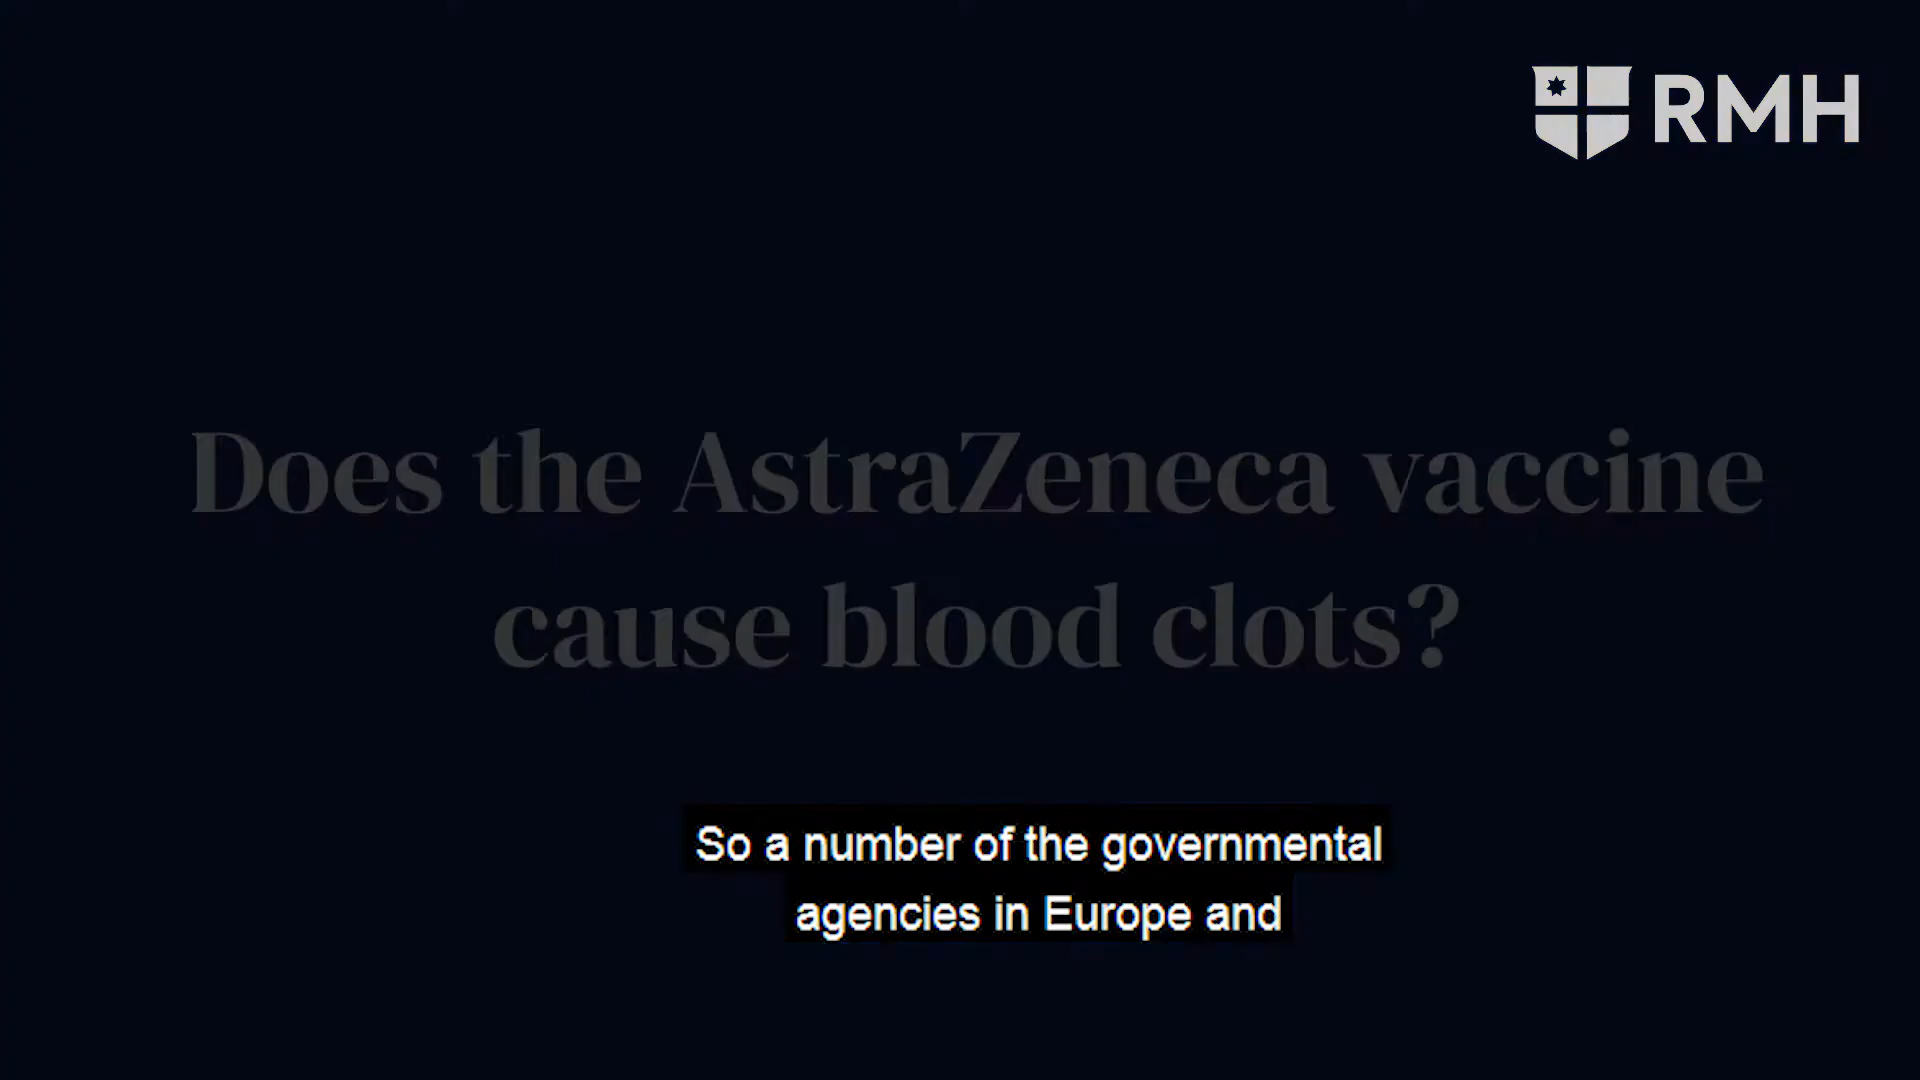 RMH
Does the AstraZeneca vaccine
cause blood clots?
So a number of the governmental
agencies in Europe and